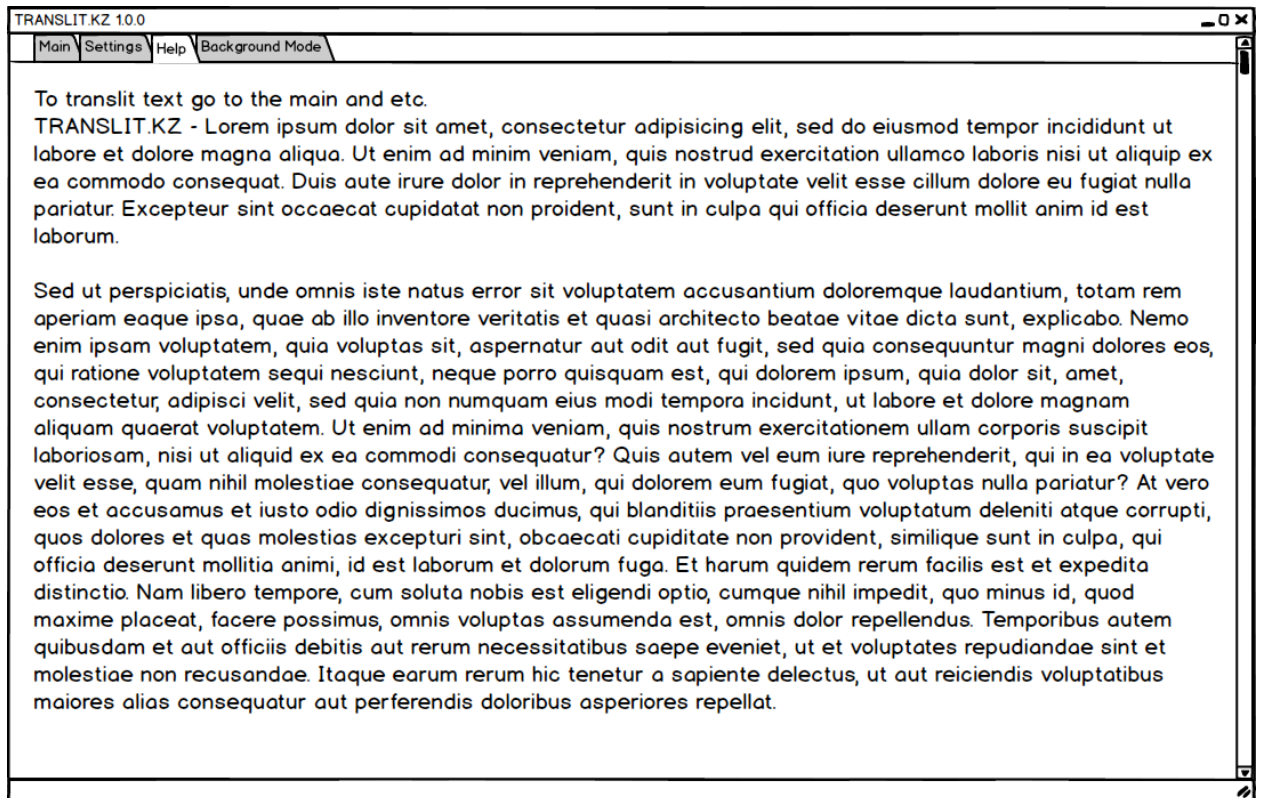 TRANSLIT.KZ 1.0.0
Main Settings Help Background Mode
To translit text go to the main and etc.
TRANSLIT.KZ - Lorem ipsum dolor sit amet, consectetur adipisicing elit, sed do eiusmod tempor incididunt ut
labore et dolore magna aliqua. Ut enim ad minim veniam, quis nostrud exercitation ullamco laboris nisi ut aliquip ex
ea commodo consequat. Duis aute irure dolor in reprehenderit in voluptate velit esse cillum dolore eu fugiat nulla
pariatur. Excepteur sint occaecat cupidatat non proident, sunt in culpa qui officia deserunt mollit anim id est
laborum.
Sed ut perspiciatis, unde omnis iste natus error sit voluptatem accusantium doloremque laudantium, totam rem
aperiam eaque ipsa, quae ab illo inventore veritatis et quasi architecto beatae vitae dicta sunt, explicabo. Nemo
enim ipsam voluptatem, quia voluptas sit, aspernatur aut odit aut fugit, sed quia consequuntur magni dolores eos,
qui ratione voluptatem sequi nesciunt, neque porro quisquam est, qui dolorem ipsum, quia dolor sit, amet,
consectetur, adipisci velit, sed quia non numquam eius modi tempora incidunt, ut labore et dolore magnam
aliquam quaerat voluptatem. Ut enim ad minima veniam, quis nostrum exercitationem ullam corporis suscipit
laboriosam, nisi ut aliquid ex ea commodi consequatur? Quis autem vel eum iure reprehenderit, qui in ea voluptate
velit esse, quam nihil molestiae consequatur, vel illum, qui dolorem eum fugiat, quo voluptas nulla pariatur? At vero
eos et accusamus et iusto odio dignissimos ducimus, qui blanditiis praesentium voluptatum deleniti atque corrupti,
quos dolores et quas molestias excepturi sint, obcaecati cupiditate non provident, similique sunt in culpa, qui
officia deserunt mollitia animi, id est laborum et dolorum fuga. Et harum quidem rerum facilis est et expedita
distinctio. Nam libero tempore, cum soluta nobis est eligendi optio, cumque nihil impedit, quo minus id, quod
maxime placeat, facere possimus, omnis voluptas assumenda est, omnis dolor repellendus. Temporibus autem
quibusdam et aut officiis debitis aut rerum necessitatibus saepe eveniet, ut et voluptates repudiandae sint et
molestiae non recusandae. Itaque earum rerum hic tenetur a sapiente delectus, ut aut reiciendis voluptatibus
maiores alias consequatur aut perferendis doloribus asperiores repellat.